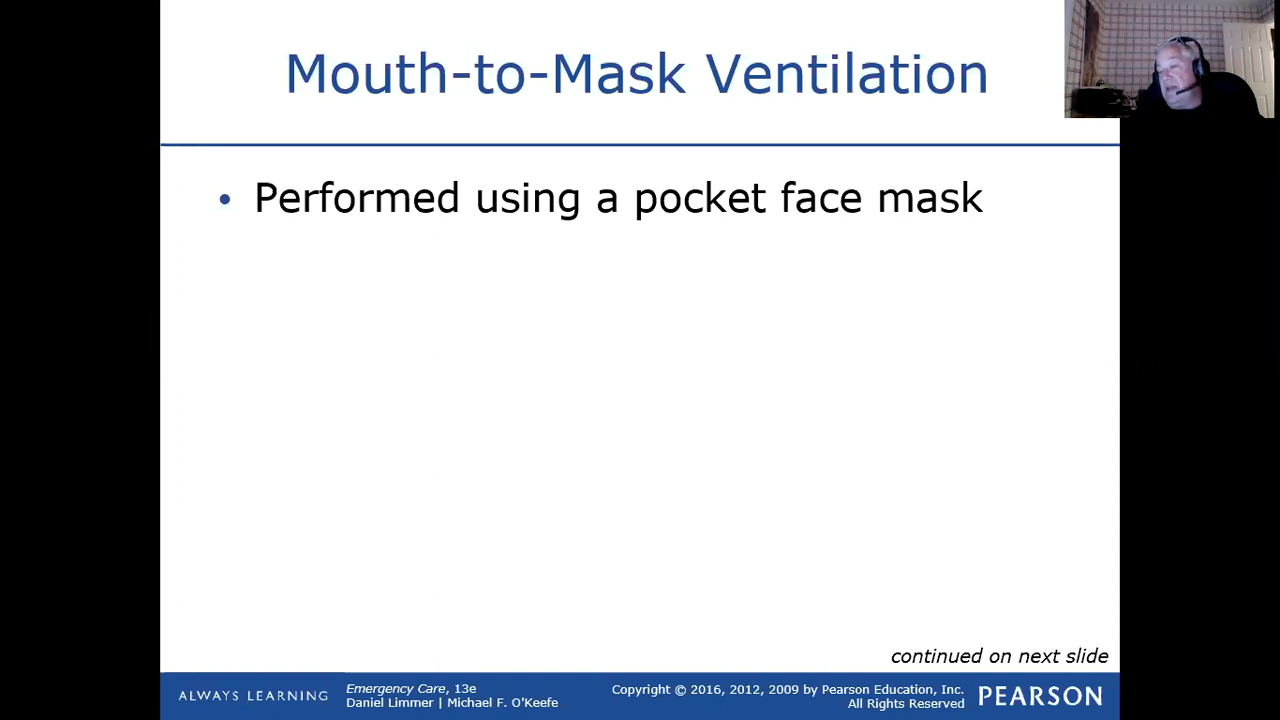 Mouth-to-Mask Ventilation
• Performed using a pocket face mask
continued on next slide
ALWAYS LEARNING
Emergency Care, 13e
Daniel Limmer | Michael F. O'Keefe
Copyright © 2016, 2012, 2009 by Pearson Education, Inc.
All Rights Reserved
PEARSON